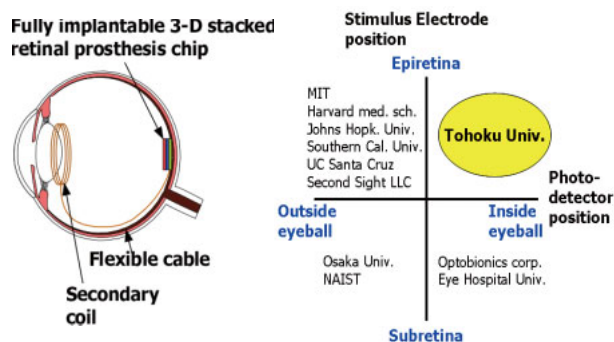 Fully implantable 3-D stacked
retinal prosthesis chip
Flexible cable
Secondary
coil
Stimulus Electrode
position
Epiretina
MIT
Harvard med. sch.
Johns Hopk. Univ.
Southern Cal. Univ.
UC Santa Cruz
Second Sight LLC
Tohoku Univ.
Photo-
detector
position
Outside
eyeball
Inside
eyeball
Osaka Univ.
NAIST
Optobionics corp.
Eye Hospital Univ.
Subretina